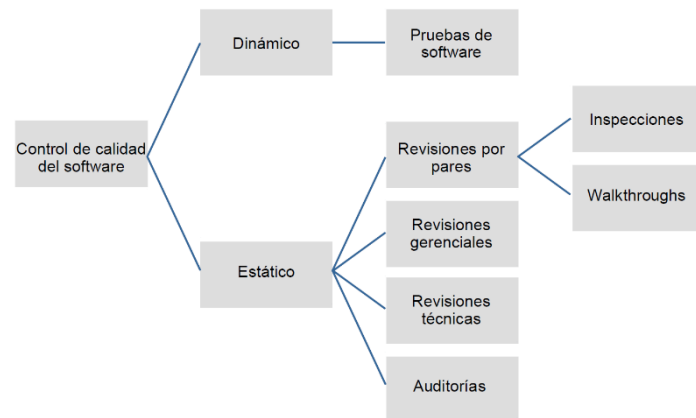 Control de calidad
del software
Dinámico
Pruebas de
software
Estático
Revisiones por
pares
Inspecciones
Walkthroughs
Revisiones
gerenciales
Revisiones
técnicas
Auditorías